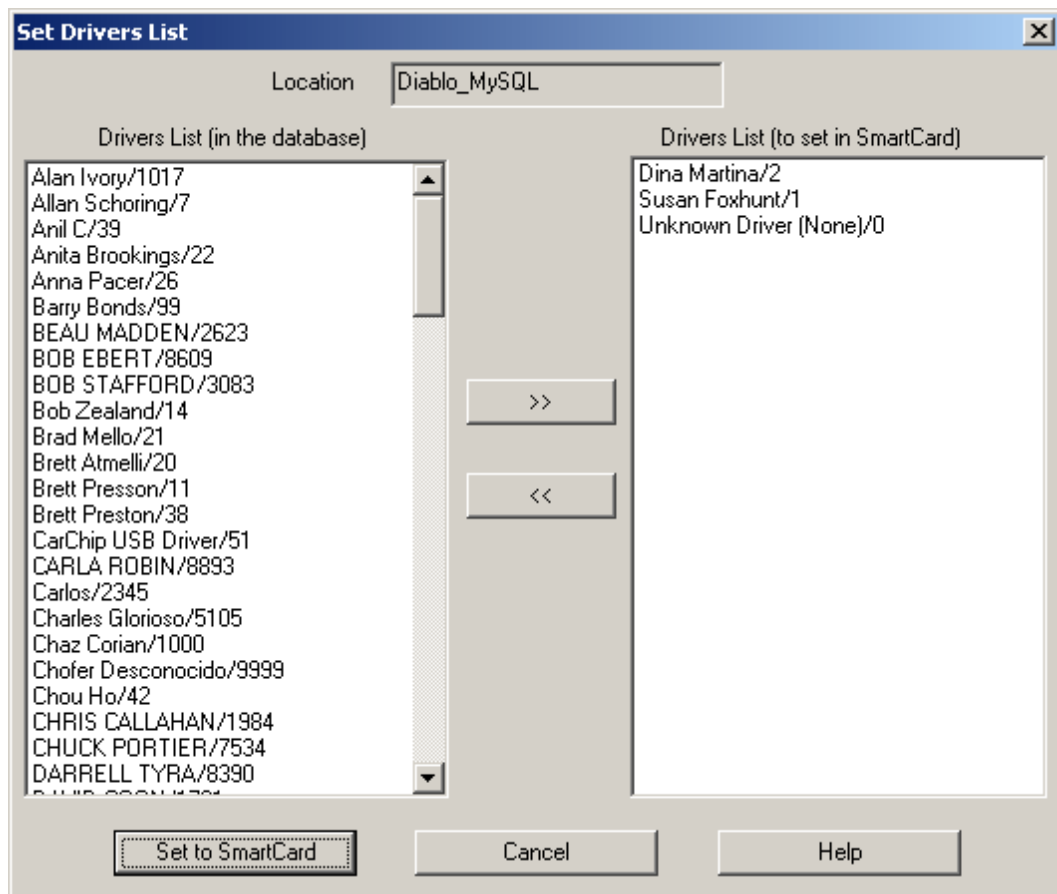 Set Drivers List
Location Diablo_MySQL
Drivers List (in the database)
Alan Ivory/1017
Allan Schoring/7
Anil C/39
Anita Brookings/22
Anna Pacer/26
Barry Bonds/99
BEAU MADDEN/2623
BOB EBERT/8609
BOB STAFFORD/3083
Bob Zealand/14
Brad Mello/21
Brett Atmelli/20
Brett Presson/11
Brett Preston/38
CarChip USB Driver/51
CARLA ROBIN/8893
Carlos/2345
Charles Glorioso/5105
Chaz Corian/1000
Chofer Desconocido/9999
Chou Ho/42
CHRIS CALLAHAN/1984
CHUCK PORTIER/7534
DARRELL TYRA/8390
>>
<<
Drivers List (to set in SmartCard)
Dina Martina/2
Susan Foxhunt/1
Unknown Driver (None)/0
Set to SmartCard
Cancel
Help